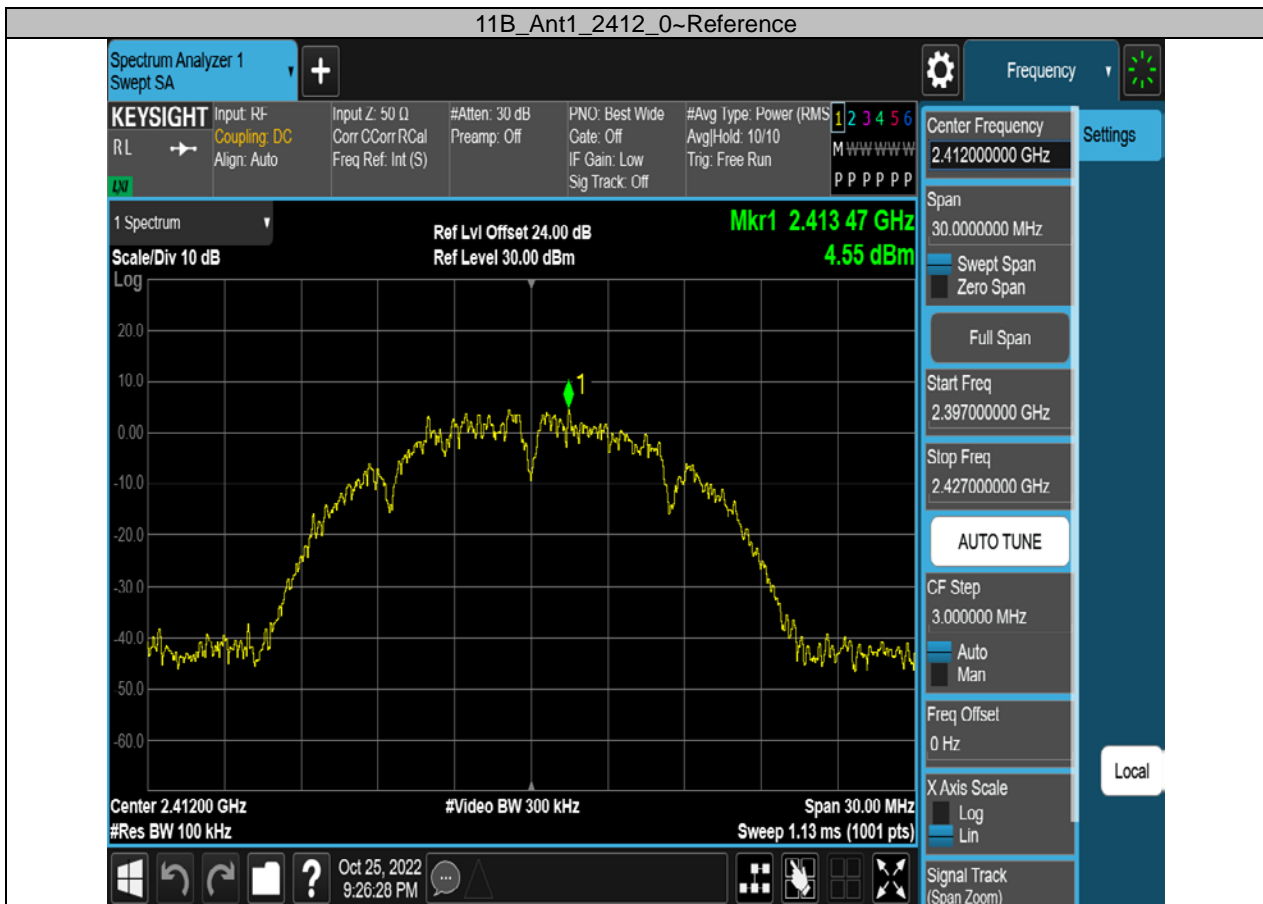 11B_Ant1_2412_0~Reference
Spectrum Analyzer 1
Swept SA
+
Frequency
KEYSIGHT
RL
LXI
Input: RF
Coupling: DC
Align: Auto
Input Z: 50 Ω
Corr CCorr RCal
Freq Ref: Int (S)
#Atten: 30 dB
Preamp: Off
PNO: Best Wide
Gate: Off
IF Gain: Low
Sig Track: Off
#Avg Type: Power (RMS
Avg|Hold: 10/10
Trig: Free Run
1 2 3 4 5 6
M W W W W W
P P P P P P
1 Spectrum
Scale/Div 10 dB
Ref Lvl Offset 24.00 dB
Ref Level 30.00 dBm
Mkr1 2.413 47 GHz
4.55 dBm
Log
20.0
10.0
0.00
-10.0
-20.0
-30.0
-40.0
-50.0
-60.0
1
Center 2.41200 GHz
#Res BW 100 kHz
#Video BW 300 kHz
Span 30.00 MHz
Sweep 1.13 ms (1001 pts)
Center Frequency
2.412000000 GHz
Settings
Span
30.0000000 MHz
Swept Span
Zero Span
Full Span
Start Freq
2.397000000 GHz
Stop Freq
2.427000000 GHz
AUTO TUNE
CF Step
3.000000 MHz
Auto
Man
Freq Offset
0 Hz
X Axis Scale
Log
Lin
Signal Track
(Span Zoom)
Local
?
Oct 25, 2022
9:26:28 PM